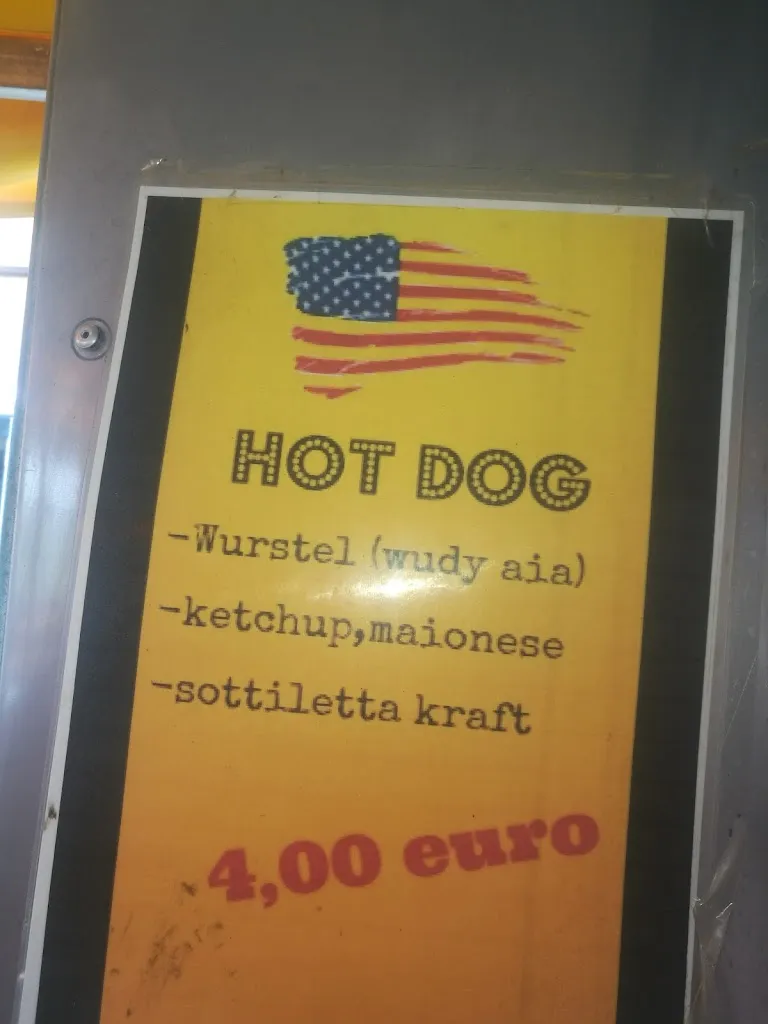 HOT DOG
-Wurstel (wudy aia)
-ketchup,maionese
-sottiletta kraft
4,00 euro